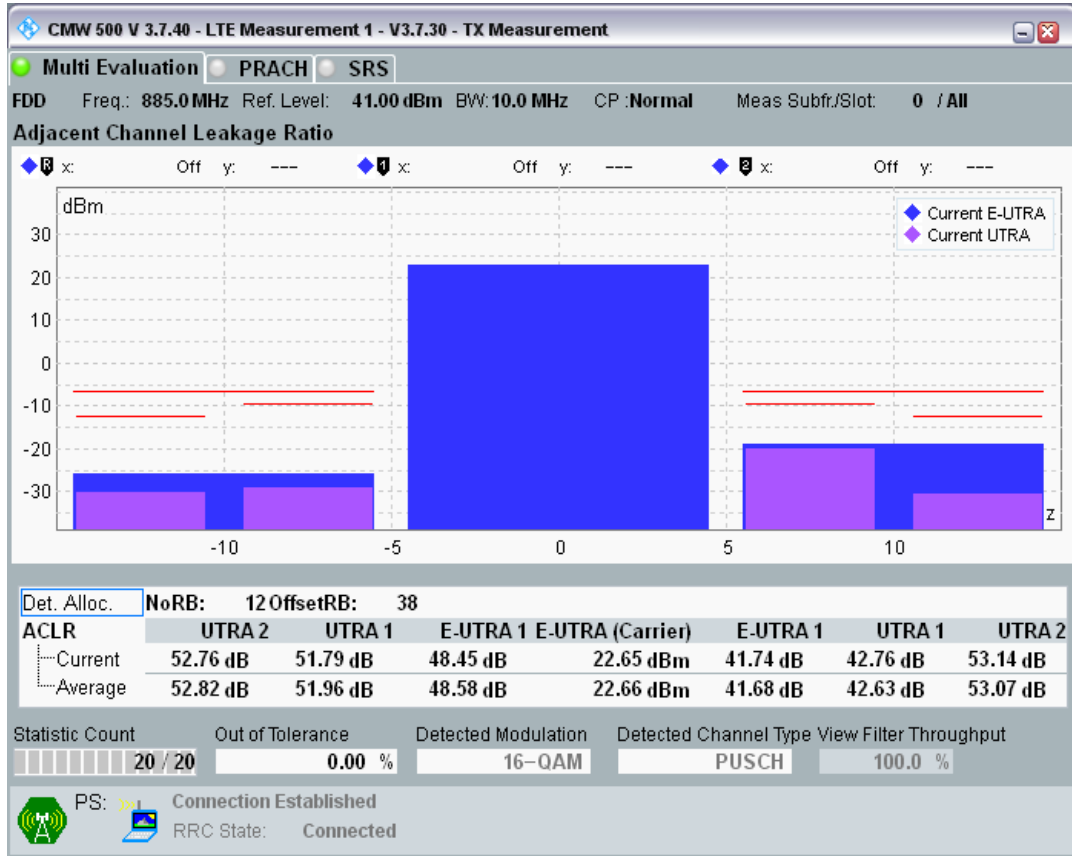 CMW 500 V 3.7.40 - LTE Measurement 1 - V3.7.30 - TX Measurement
Multi Evaluation PRACH SRS
FDD Freq.: 885.0 MHz Ref. Level: 41.00 dBm BW: 10.0 MHz CP : Normal Meas Subfr./Slot: 0 / All
Adjacent Channel Leakage Ratio
R x: Off y: --- 1 x: Off y: --- 2 x: Off y: ---
dBm
Current E-UTRA
Current UTRA
30
20
10
0
-10
-20
-30
z
-10 -5 0 5 10
Det. Alloc. NoRB: 12 OffsetRB: 38
ACLR UTRA 2 UTRA 1 E-UTRA 1 E-UTRA (Carrier) E-UTRA 1 UTRA 1 UTRA 2
Current 52.76 dB 51.79 dB 48.45 dB 22.65 dBm 41.74 dB 42.76 dB 53.14 dB
Average 52.82 dB 51.96 dB 48.58 dB 22.66 dBm 41.68 dB 42.63 dB 53.07 dB
Statistic Count Out of Tolerance Detected Modulation Detected Channel Type View Filter Throughput
20 / 20 0.00 % 16-QAM PUSCH 100.0 %
PS: Connection Established
RRC State: Connected